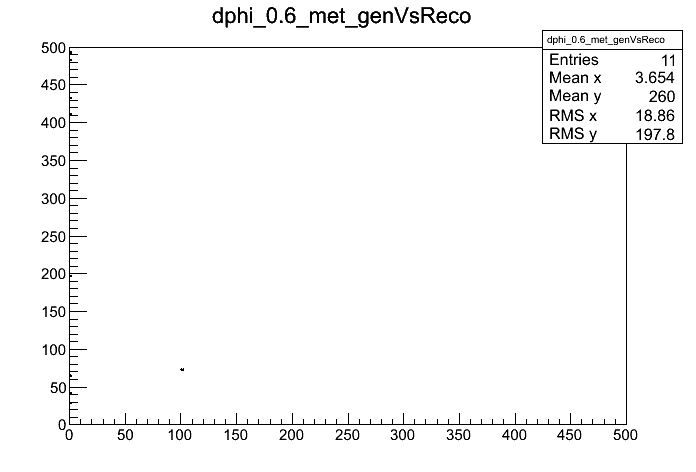 dphi_0.6_met_genVsReco
dphi_0.6_met_genVsReco
Entries 11
Mean x 3.654
Mean y 260
RMS x 18.86
RMS y 197.8
500
450
400
350
300
250
200
150
100
50
0
0 50 100 150 200 250 300 350 400 450 500